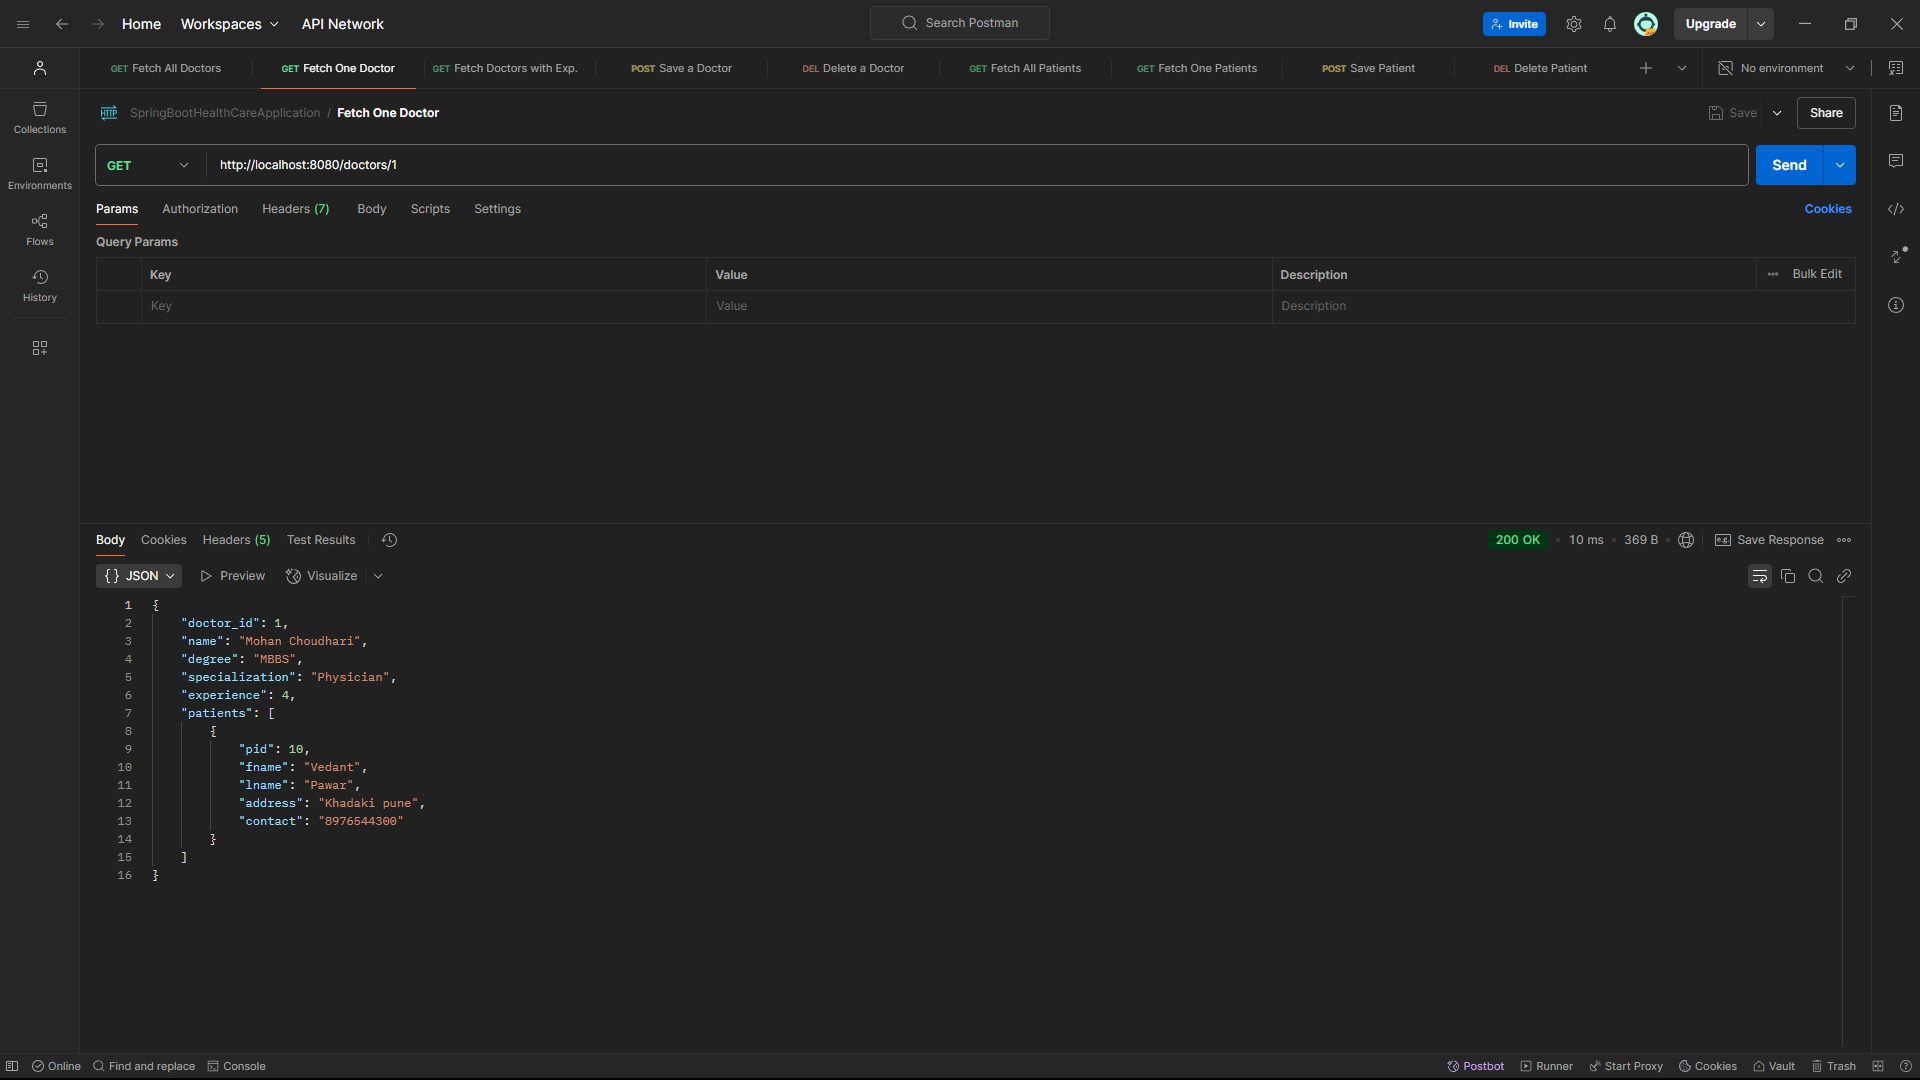 Home Workspaces API Network Search Postman Invite Upgrade
GET Fetch All Doctors GET Fetch One Doctor GET Fetch Doctors with Exp. POST Save a Doctor DEL Delete a Doctor GET Fetch All Patients GET Fetch One Patients POST Save Patient DEL Delete Patient No environment
Collections
Environments
Flows
History
HTTP SpringBootHealthCareApplication / Fetch One Doctor Save Share
GET http://localhost:8080/doctors/1 Send
Params Authorization Headers (7) Body Scripts Settings Cookies
Query Params
Key Value Description Bulk Edit
Key Value Description
Body Cookies Headers (5) Test Results 200 OK • 10 ms • 369 B • e.g. Save Response
{} JSON Preview Visualize
1 {
2 "doctor_id": 1,
3 "name": "Mohan Choudhari",
4 "degree": "MBBS",
5 "specialization": "Physician",
6 "experience": 4,
7 "patients": [
8 {
9 "pid": 10,
10 "fname": "Vedant",
11 "lname": "Pawar",
12 "address": "Khadaki pune",
13 "contact": "8976544300"
14 }
15 ]
16 }
Online Find and replace Console Postbot Runner Start Proxy Cookies Vault Trash